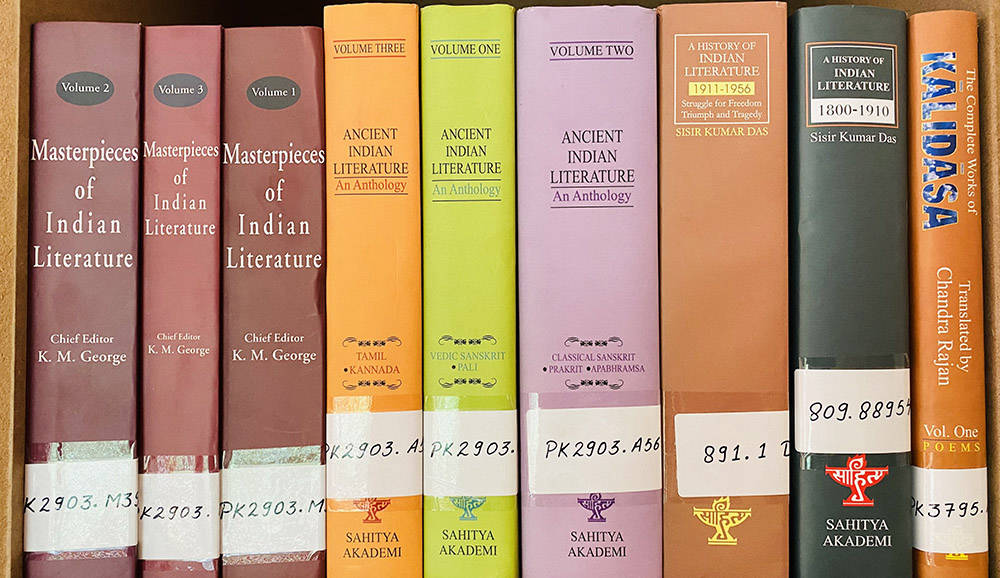 Volume 2
Masterpieces
of
Indian
Literature
Chief Editor
K. M. George
K2903.M39
Volume 3
Masterpieces
of
Indian
Literature
Chief Editor
K. M. George
K2903.
Volume 1
Masterpieces
of
Indian
Literature
Chief Editor
K. M. George
PK2903.M
VOLUME THREE
ANCIENT
INDIAN
LITERATURE
An Anthology
TAMIL
• KANNADA
PK2903.A5
साहित्य
SAHITYA
AKADEMI
VOLUME ONE
ANCIENT
INDIAN
LITERATURE
An Anthology
VEDIC SANSKRIT
• PALI
PK2903.
साहित्य
SAHITYA
AKADEMI
VOLUME TWO
ANCIENT
INDIAN
LITERATURE
An Anthology
CLASSICAL SANSKRIT
• PRAKRIT • APABHRAMSA
PK2903.A56
साहित्य
SAHITYA
AKADEMI
A HISTORY OF
INDIAN
LITERATURE
1911-1956
Struggle for Freedom
Triumph and Tragedy
SISIR KUMAR DAS
891.1 D
साहित्य
A HISTORY OF
INDIAN
LITERATURE
1800-1910
Sisir Kumar Das
809.88954
साहित्य
SAHITYA
AKADEMI
The Complete Works of
KĀLIDĀSA
Translated by
Chandra Rajan
Vol. One
POEMS
PK3795.